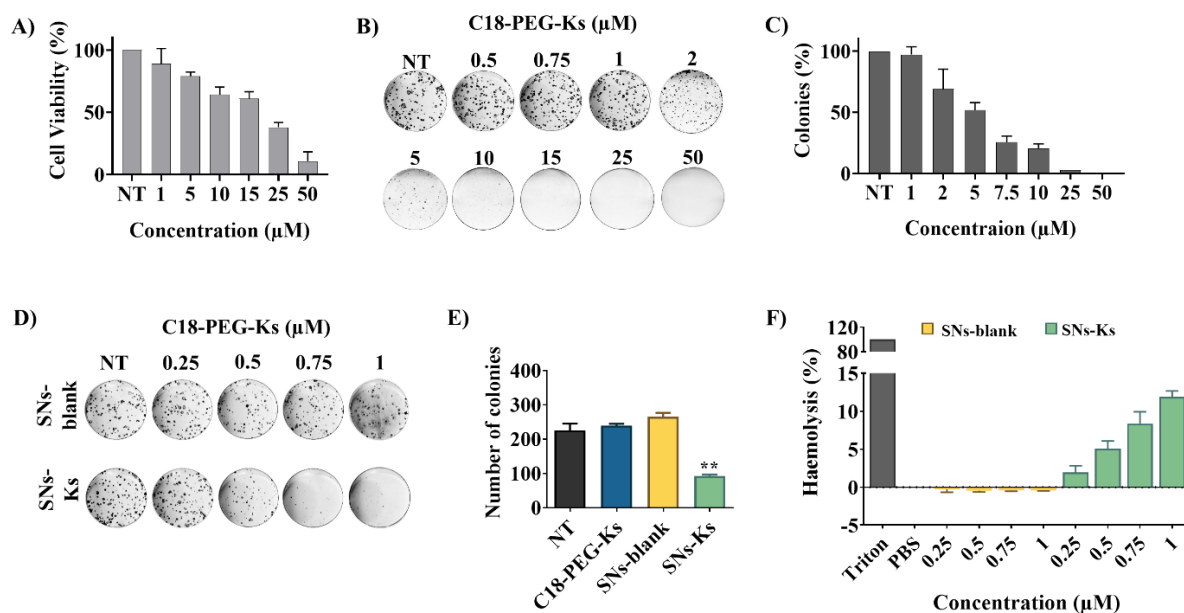 A)
Cell Viability (%)
100
50
0
NT 1 5 10 15 25 50
Concentration (µM)
B)
C18-PEG-Ks (µM)
NT 0.5 0.75 1 2
5 10 15 25 50
C)
Colonies (%)
100
50
0
NT 1 2 5 7.5 10 25 50
Concentraion (µM)
D)
C18-PEG-Ks (µM)
NT 0.25 0.5 0.75 1
SNs-
blank
SNs-
Ks
E)
Number of colonies
400
300
200
100
0
**
NT C18-PEG-Ks SNs-blank SNs-Ks
F)
SNs-blank SNs-Ks
Haemolysis (%)
120
80
15
10
5
0
-5
Triton PBS 0.25 0.5 0.75 1 0.25 0.5 0.75 1
Concentration (µM)